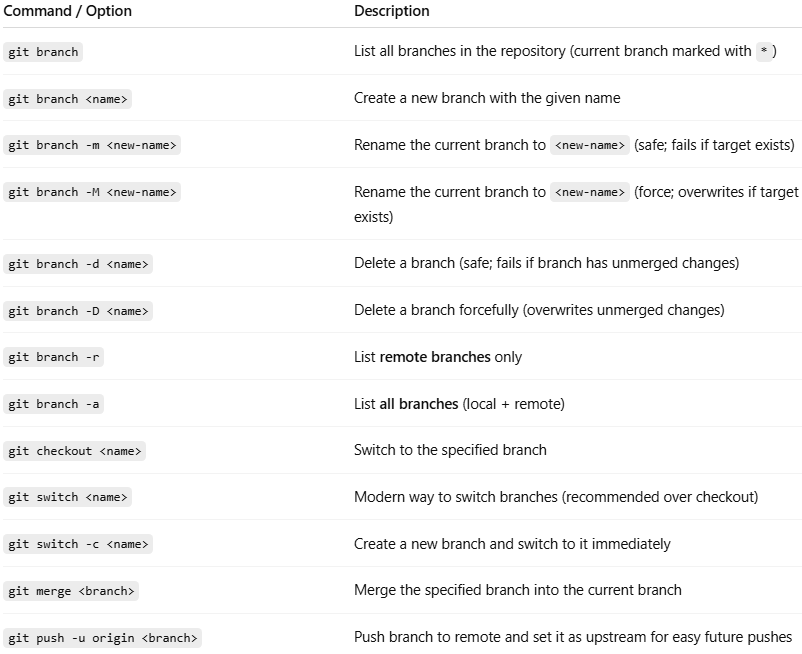 Command / Option Description
git branch List all branches in the repository (current branch marked with * )
git branch <name> Create a new branch with the given name
git branch -m <new-name> Rename the current branch to <new-name> (safe; fails if target exists)
git branch -M <new-name> Rename the current branch to <new-name> (force; overwrites if target
exists)
git branch -d <name> Delete a branch (safe; fails if branch has unmerged changes)
git branch -D <name> Delete a branch forcefully (overwrites unmerged changes)
git branch -r List remote branches only
git branch -a List all branches (local + remote)
git checkout <name> Switch to the specified branch
git switch <name> Modern way to switch branches (recommended over checkout)
git switch -c <name> Create a new branch and switch to it immediately
git merge <branch> Merge the specified branch into the current branch
git push -u origin <branch> Push branch to remote and set it as upstream for easy future pushes